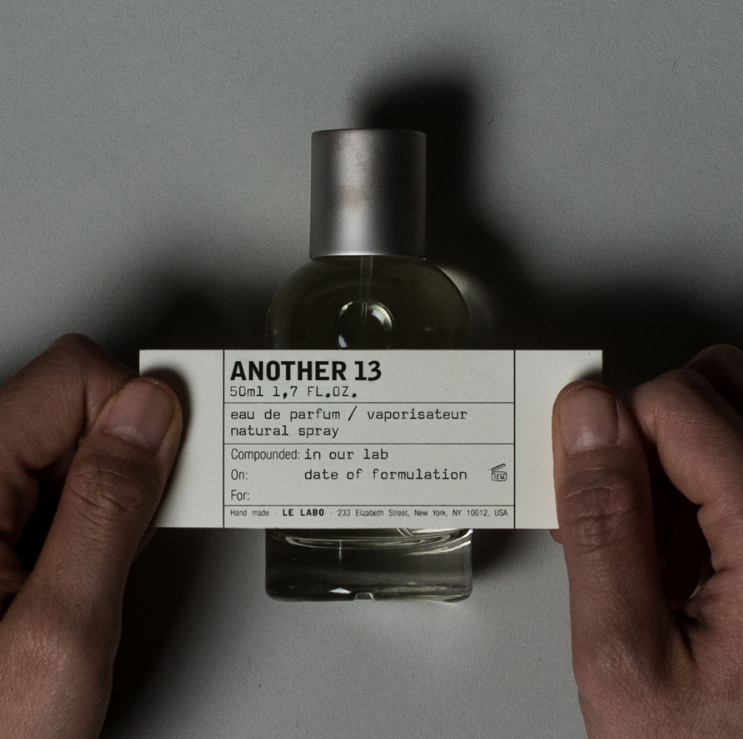 ANOTHER 13
50ml 1,7 FL.OZ.
eau de parfum / vaporisateur
natural spray
Compounded: in our lab
On: date of formulation
For:
Hand made · LE LABO · 233 Elizabeth Street, New York, NY 10012, USA